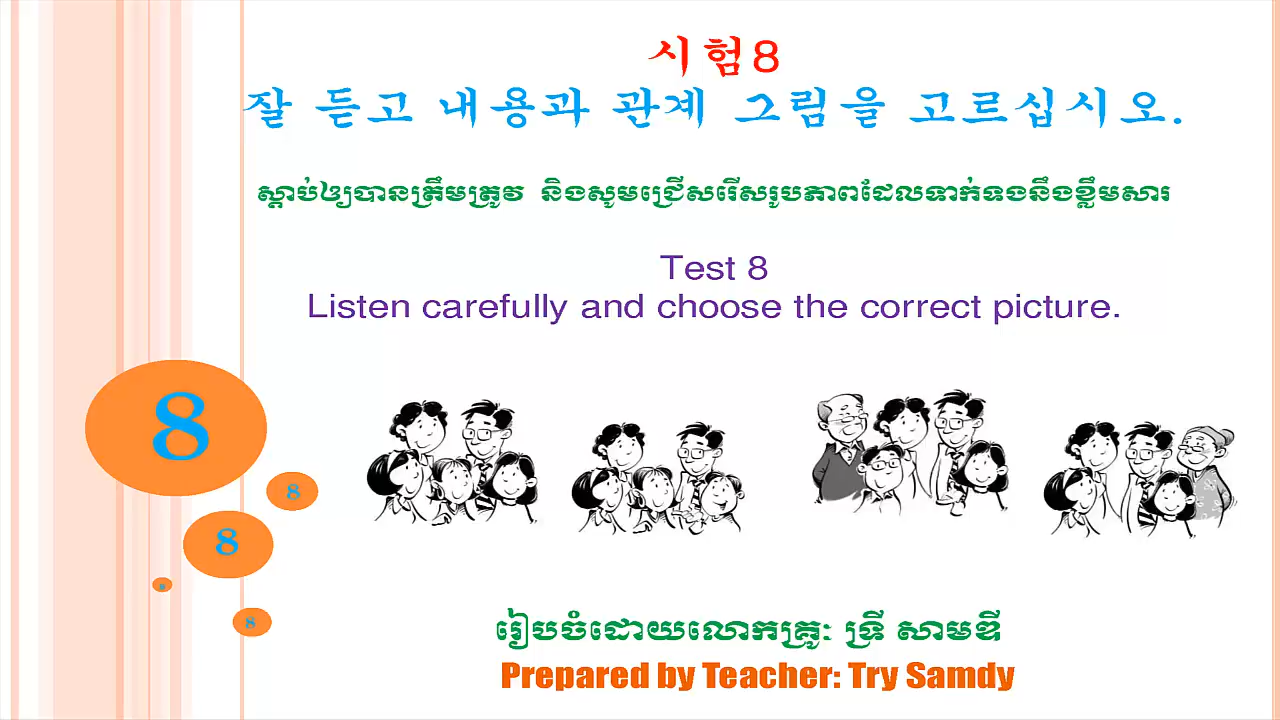 시험8
잘 듣고 내용과 관계 그림을 고르십시오.
ស្តាប់ឲ្យបានត្រឹមត្រូវ និងសូមជ្រើសរើសរូបភាពដែលទាក់ទងនឹងខ្លឹមសារ
Test 8
Listen carefully and choose the correct picture.
8
8
8
8
8
រៀបចំដោយលោកគ្រូ: ទ្រី សាមឌី
Prepared by Teacher: Try Samdy